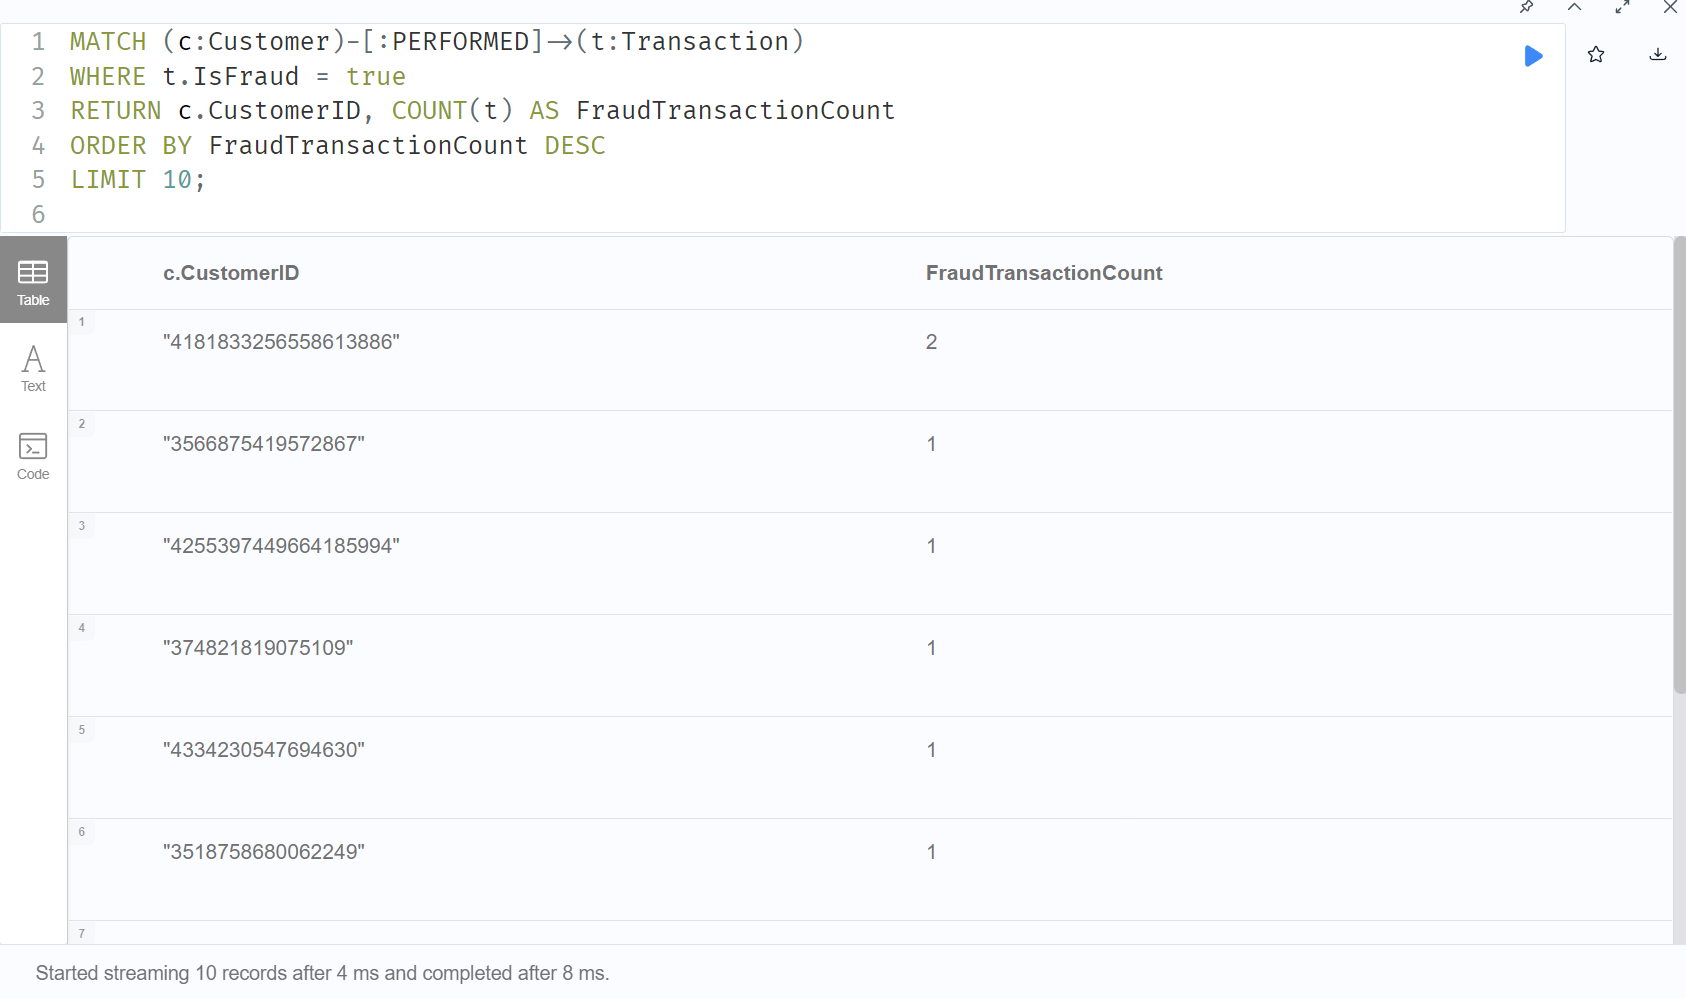 1 MATCH (c:Customer)-[:PERFORMED]→(t:Transaction)
2 WHERE t.IsFraud = true
3 RETURN c.CustomerID, COUNT(t) AS FraudTransactionCount
4 ORDER BY FraudTransactionCount DESC
5 LIMIT 10;
6
Table
Text
Code
c.CustomerID FraudTransactionCount
1 "4181833256558613886" 2
2 "3566875419572867" 1
3 "4255397449664185994" 1
4 "374821819075109" 1
5 "4334230547694630" 1
6 "3518758680062249" 1
7
Started streaming 10 records after 4 ms and completed after 8 ms.